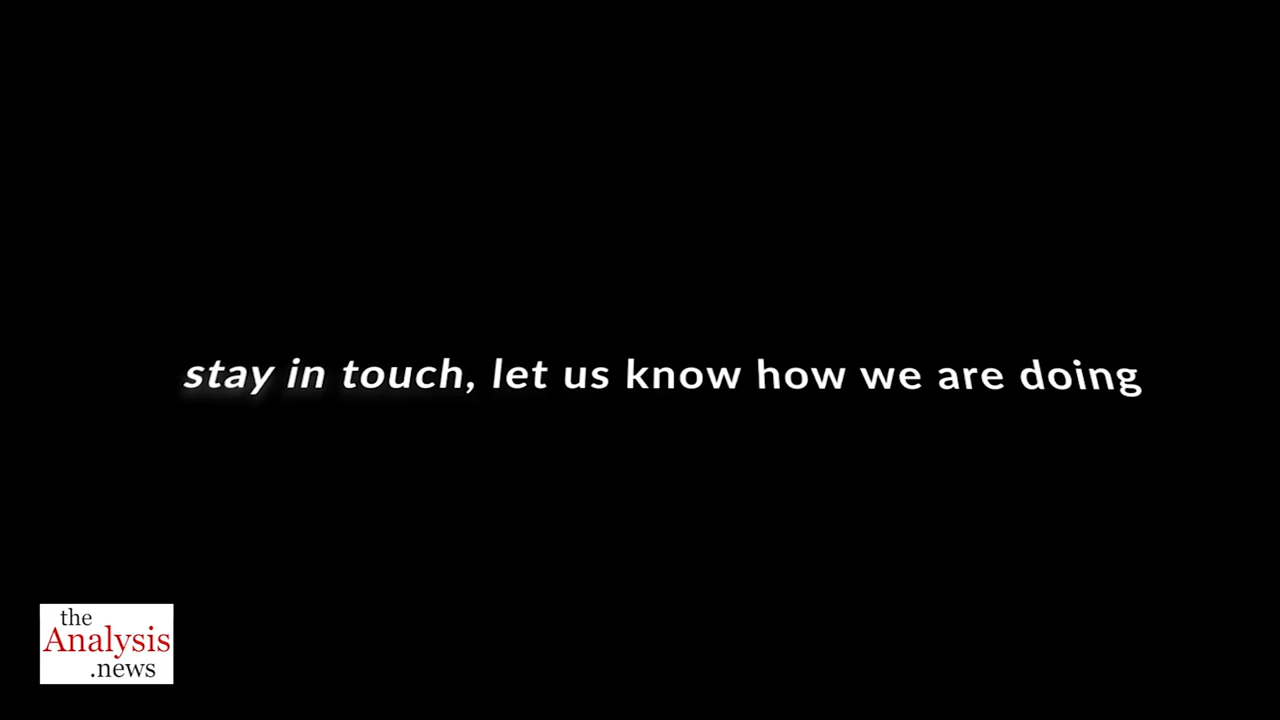 stay in touch, let us know how we are doing
the
Analysis
.news